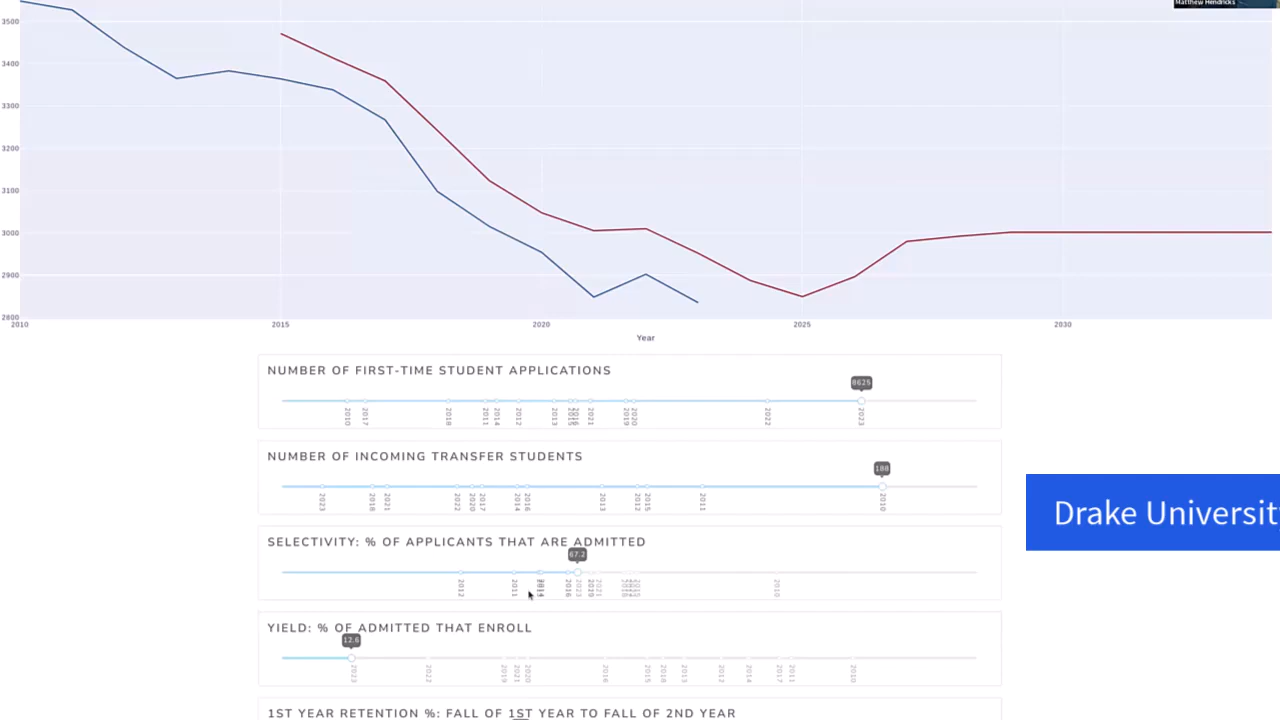 Matthew Hendricks
3500
3400
3300
3200
3100
3000
2900
2800
2010 2015 2020 2025 2030
Year
NUMBER OF FIRST-TIME STUDENT APPLICATIONS
8625
2010 2017 2018 2011 2014 2012 2013 2016 2021 2019 2020 2022 2023
NUMBER OF INCOMING TRANSFER STUDENTS
188
2023 2018 2021 2022 2020 2017 2014 2016 2013 2012 2015 2011 2010
Drake Universit
SELECTIVITY: % OF APPLICANTS THAT ARE ADMITTED
67.2
2012 2011 2014 2016 2023 2021 2010
YIELD: % OF ADMITTED THAT ENROLL
12.6
2023 2022 2019 2021 2020 2016 2015 2018 2013 2014 2017 2011 2010
1ST YEAR RETENTION %: FALL OF 1ST YEAR TO FALL OF 2ND YEAR